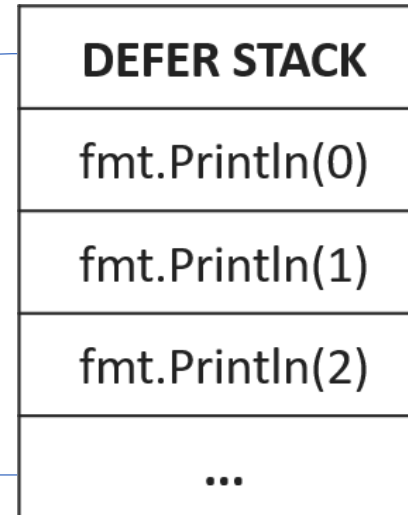 DEFER STACK
fmt.Println(0)
fmt.Println(1)
fmt.Println(2)
...